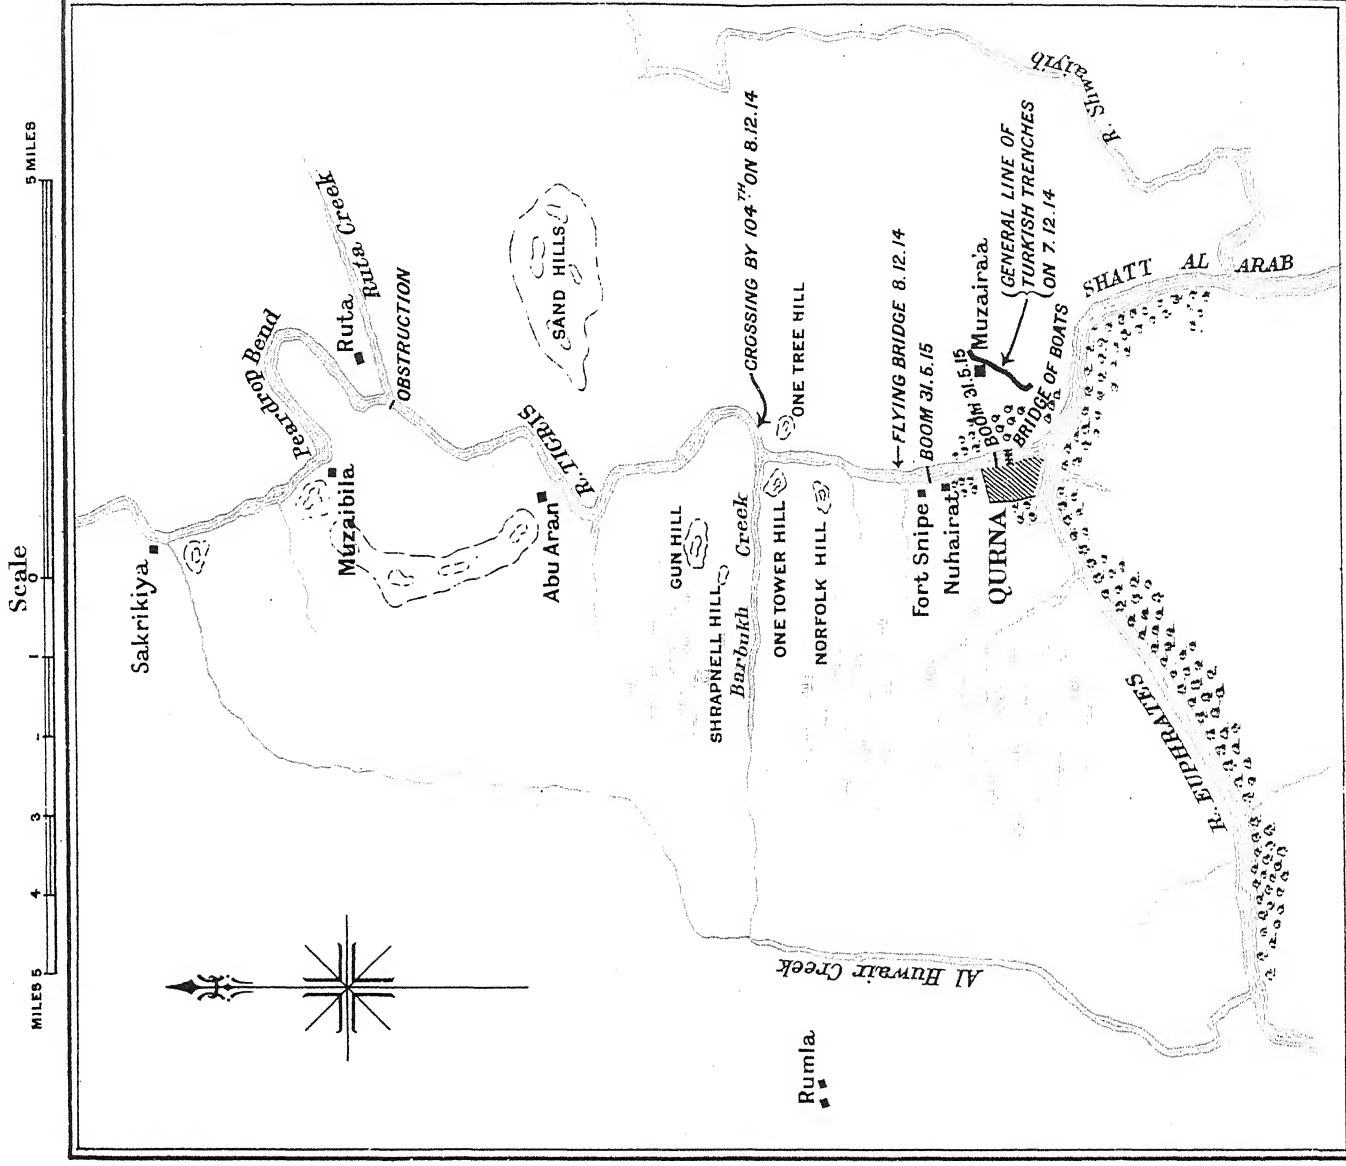 Scale
MILES 5 4 3 1 1 0 5 MILES
Sakrikiya
Peardrop Bend
Ruta
Ruta Creek
OBSTRUCTION
Muzaibila
SAND HILLS
R. TIGRIS
Abu Aran
GUN HILL
SHRAPNELL HILL
Barbukh Creek
CROSSING BY 104TH ON 8.12.14
ONE TREE HILL
ONE TOWER HILL
NORFOLK HILL
FLYING BRIDGE 8.12.14
BOOM 31.5.15
Fort Snipe
Nuhairat
BOOM 31.5.15
Muzaira'a
GENERAL LINE OF
TURKISH TRENCHES
ON 7.12.14
QURNA
BRIDGE OF BOATS
SHATT AL ARAB
R. Shwaiyib
R. EUPHRATES
Al Huwair Creek
Rumla